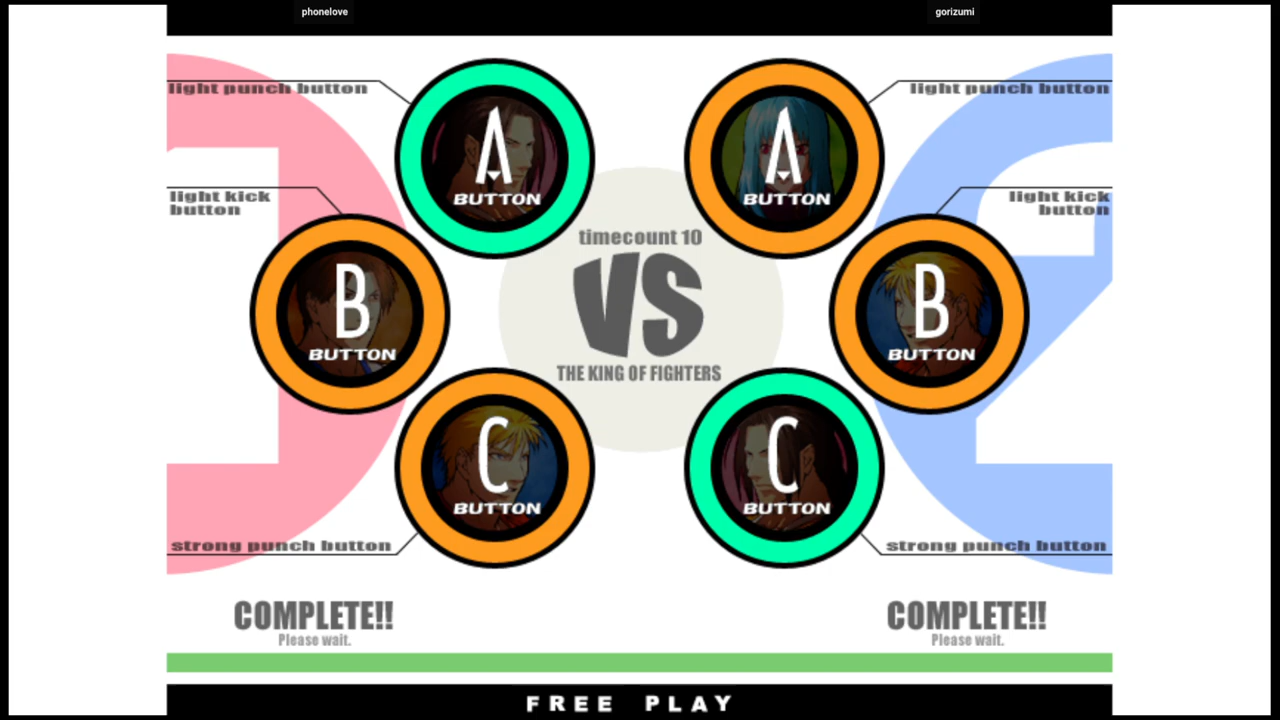 phonelove
gorizumi
light punch button
light punch button
A
BUTTON
A
BUTTON
light kick
button
light kick
button
timecount 10
VS
THE KING OF FIGHTERS
B
BUTTON
B
BUTTON
C
BUTTON
C
BUTTON
strong punch button
strong punch button
COMPLETE!!
Please wait.
COMPLETE!!
Please wait.
FREE PLAY